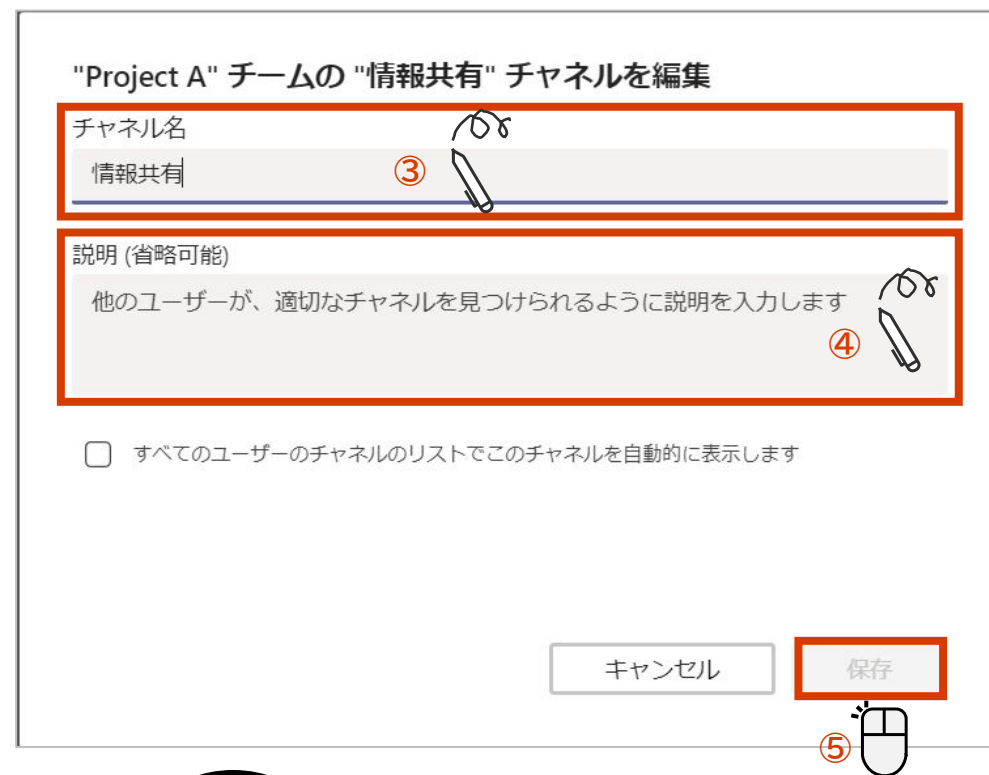 "Project A" チームの "情報共有" チャネルを編集
チャネル名
情報共有
③
説明 (省略可能)
他のユーザーが、適切なチャネルを見つけられるように説明を入力します
④
すべてのユーザーのチャネルのリストでこのチャネルを自動的に表示します
キャンセル
保存
⑤